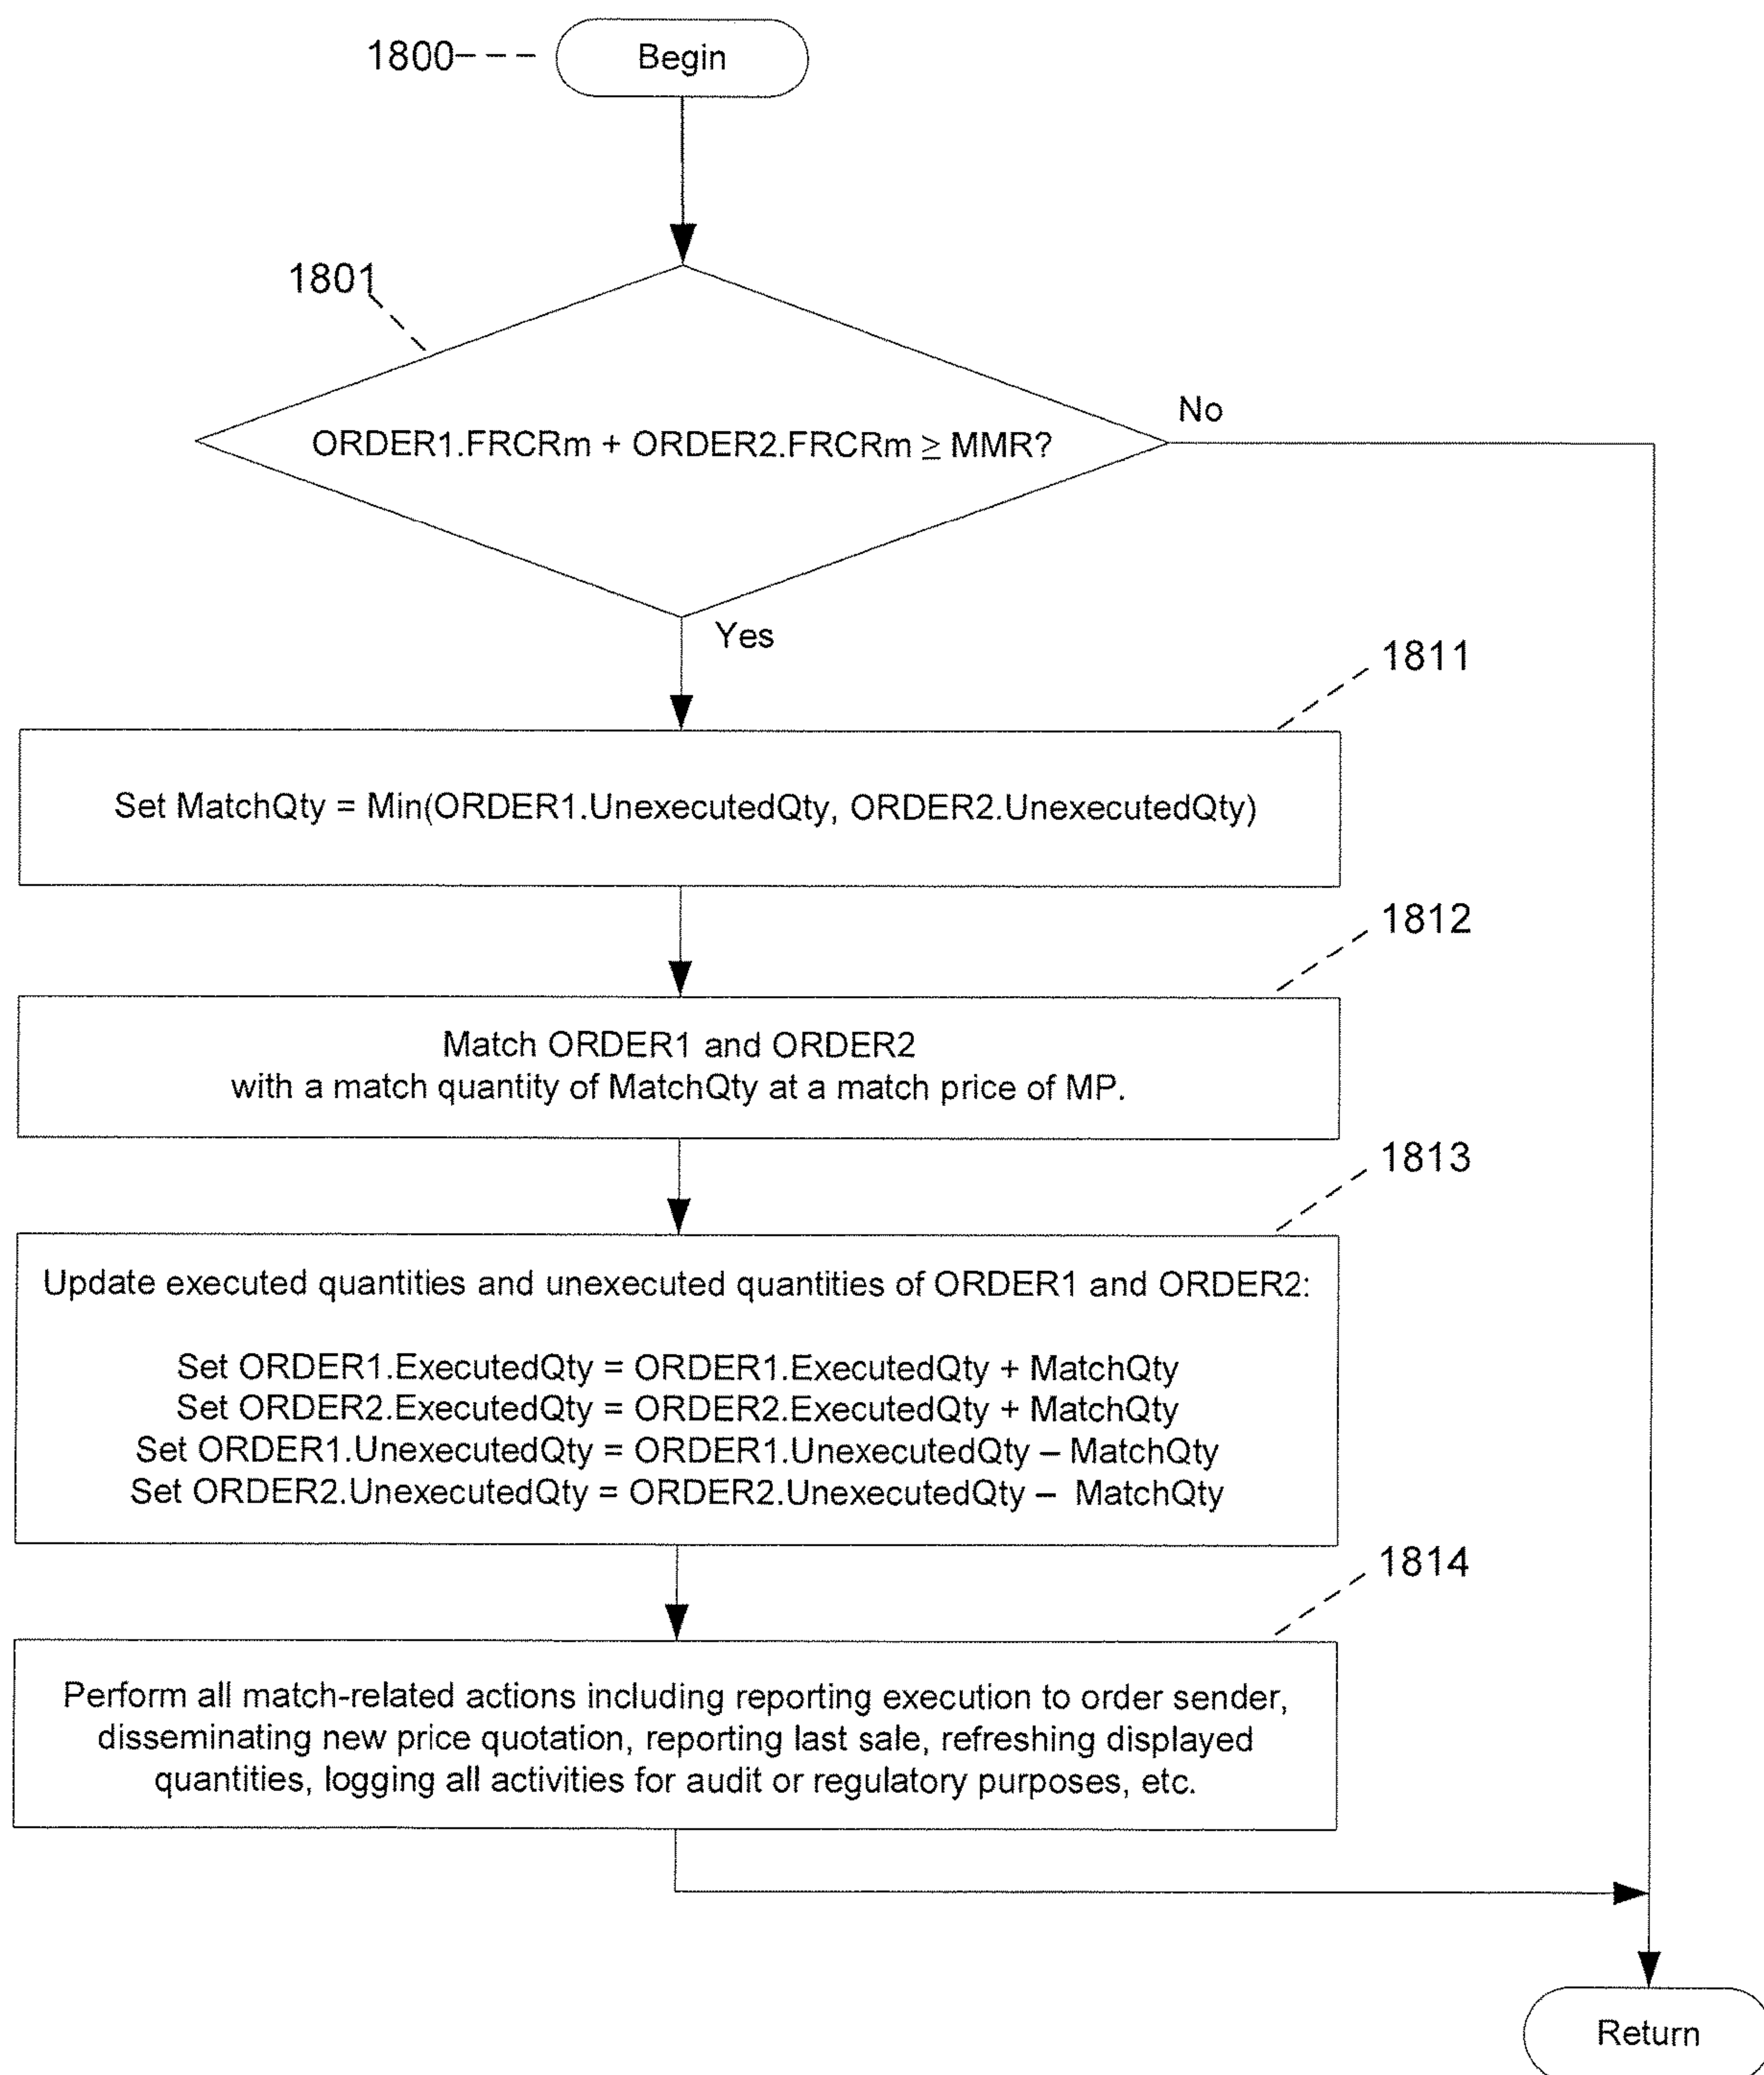 1800
Begin
1801
ORDER1.FRCRm + ORDER2.FRCRm ≥ MMR?
No
Yes
1811
Set MatchQty = Min(ORDER1.UnexecutedQty, ORDER2.UnexecutedQty)
1812
Match ORDER1 and ORDER2
with a match quantity of MatchQty at a match price of MP.
1813
Update executed quantities and unexecuted quantities of ORDER1 and ORDER2:
Set ORDER1.ExecutedQty = ORDER1.ExecutedQty + MatchQty
Set ORDER2.ExecutedQty = ORDER2.ExecutedQty + MatchQty
Set ORDER1.UnexecutedQty = ORDER1.UnexecutedQty – MatchQty
Set ORDER2.UnexecutedQty = ORDER2.UnexecutedQty – MatchQty
1814
Perform all match-related actions including reporting execution to order sender,
disseminating new price quotation, reporting last sale, refreshing displayed
quantities, logging all activities for audit or regulatory purposes, etc.
Return